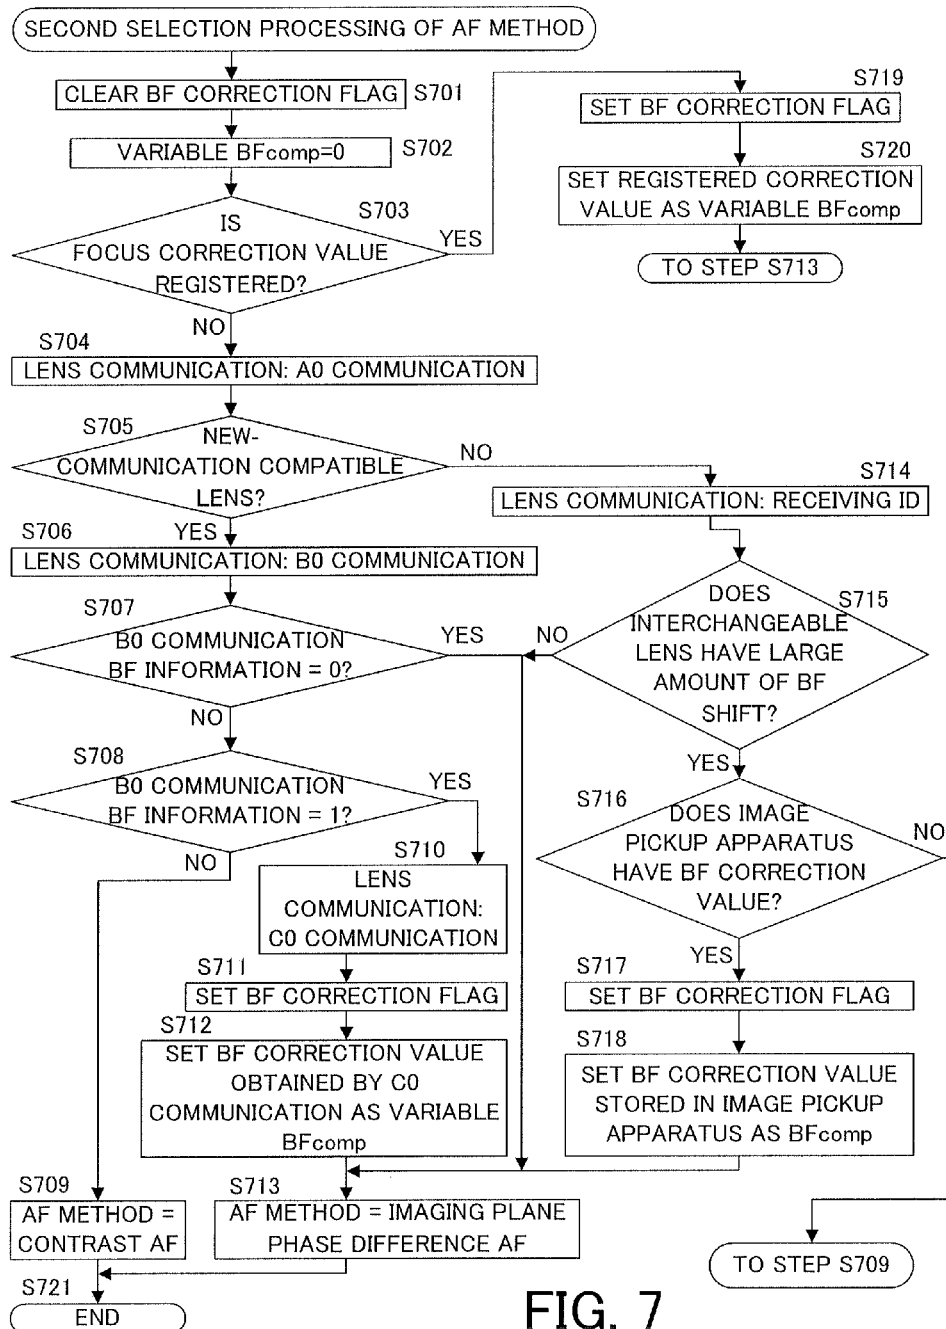 SECOND SELECTION PROCESSING OF AF METHOD
CLEAR BF CORRECTION FLAG
S701
VARIABLE BFcomp=0
S702
S703
IS
FOCUS CORRECTION VALUE
REGISTERED?
YES
NO
S719
SET BF CORRECTION FLAG
S720
SET REGISTERED CORRECTION
VALUE AS VARIABLE BFcomp
TO STEP S713
S704
LENS COMMUNICATION: A0 COMMUNICATION
S705
NEW-
COMMUNICATION COMPATIBLE
LENS?
NO
YES
S714
LENS COMMUNICATION: RECEIVING ID
S706
LENS COMMUNICATION: B0 COMMUNICATION
S707
B0 COMMUNICATION
BF INFORMATION = 0?
YES
NO
S715
DOES
INTERCHANGEABLE
LENS HAVE LARGE
AMOUNT OF BF
SHIFT?
NO
YES
S708
B0 COMMUNICATION
BF INFORMATION = 1?
YES
NO
S716
DOES IMAGE
PICKUP APPARATUS
HAVE BF CORRECTION
VALUE?
NO
YES
S710
LENS
COMMUNICATION:
C0 COMMUNICATION
S711
SET BF CORRECTION FLAG
S712
SET BF CORRECTION VALUE
OBTAINED BY C0
COMMUNICATION AS VARIABLE
BFcomp
S717
SET BF CORRECTION FLAG
S718
SET BF CORRECTION VALUE
STORED IN IMAGE PICKUP
APPARATUS AS BFcomp
S709
AF METHOD =
CONTRAST AF
S713
AF METHOD = IMAGING PLANE
PHASE DIFFERENCE AF
TO STEP S709
S721
END
FIG. 7